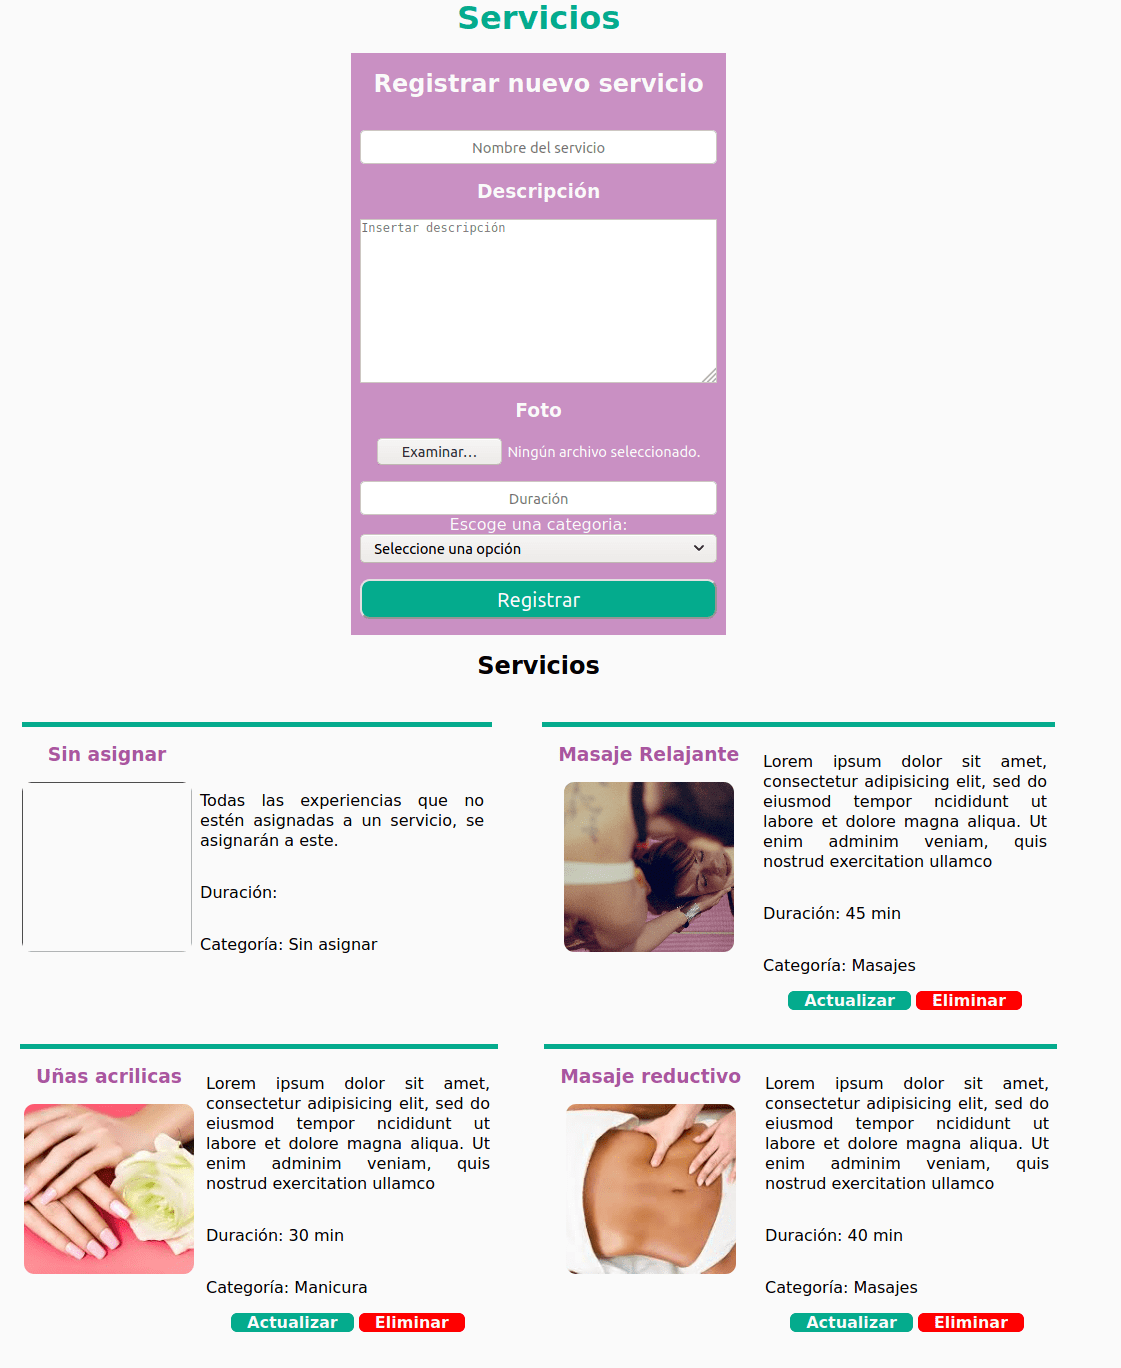 Servicios
Registrar nuevo servicio
Nombre del servicio
Descripción
Insertar descripción
Foto
Examinar... Ningún archivo seleccionado.
Duración
Escoge una categoria:
Seleccione una opción
Registrar
Servicios
Sin asignar
Todas las experiencias que no
estén asignadas a un servicio, se
asignarán a este.
Duración:
Categoría: Sin asignar
Masaje Relajante
Lorem ipsum dolor sit amet,
consectetur adipisicing elit, sed do
eiusmod tempor ncididunt ut
labore et dolore magna aliqua. Ut
enim adminim veniam, quis
nostrud exercitation ullamco
Duración: 45 min
Categoría: Masajes
Actualizar Eliminar
Uñas acrilicas
Lorem ipsum dolor sit amet,
consectetur adipisicing elit, sed do
eiusmod tempor ncididunt ut
labore et dolore magna aliqua. Ut
enim adminim veniam, quis
nostrud exercitation ullamco
Duración: 30 min
Categoría: Manicura
Actualizar Eliminar
Masaje reductivo
Lorem ipsum dolor sit amet,
consectetur adipisicing elit, sed do
eiusmod tempor ncididunt ut
labore et dolore magna aliqua. Ut
enim adminim veniam, quis
nostrud exercitation ullamco
Duración: 40 min
Categoría: Masajes
Actualizar Eliminar